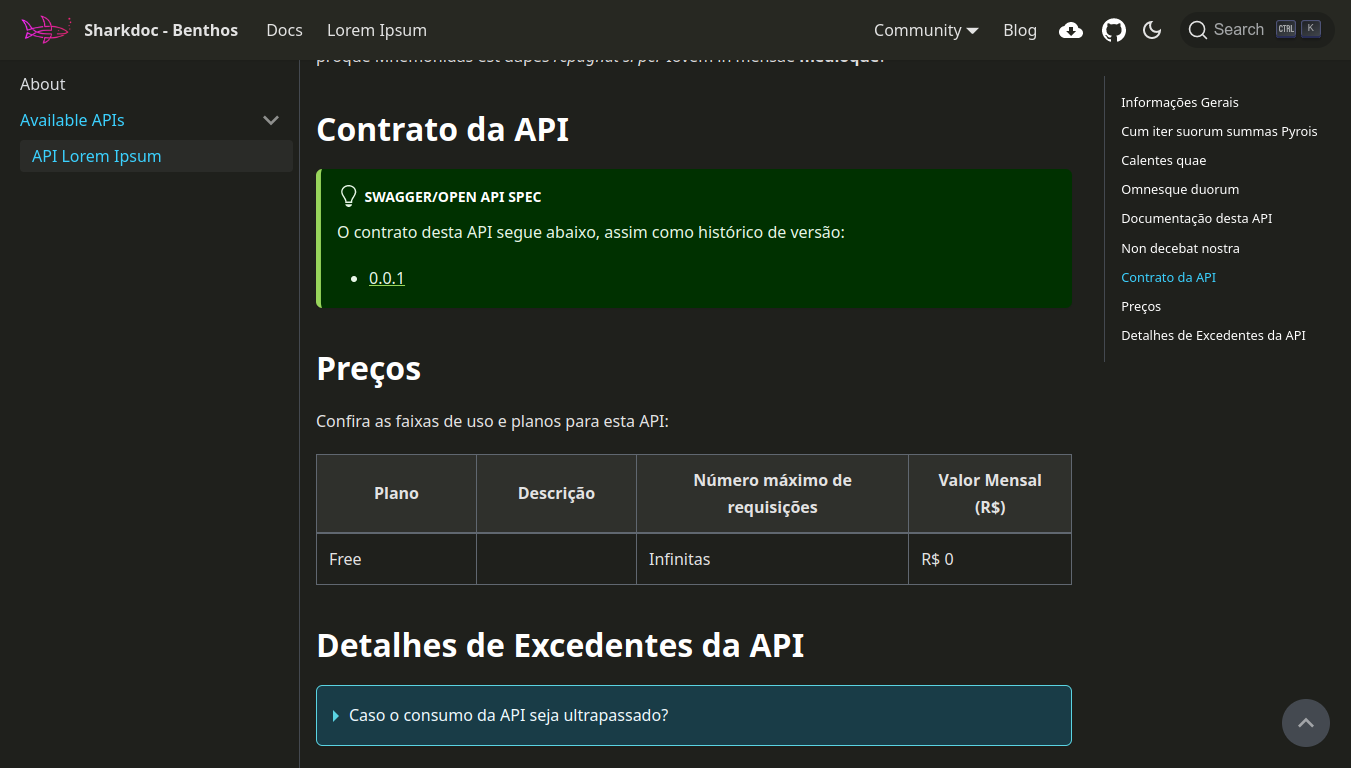 Sharkdoc - Benthos
Docs
Lorem Ipsum
Community
Blog
Search
CTRL
K
About
Available APIs
API Lorem Ipsum
Contrato da API
SWAGGER/OPEN API SPEC
O contrato desta API segue abaixo, assim como histórico de versão:
0.0.1
Preços
Confira as faixas de uso e planos para esta API:
Plano
Descrição
Número máximo de
requisições
Valor Mensal
(R$)
Free
Infinitas
R$ 0
Detalhes de Excedentes da API
Caso o consumo da API seja ultrapassado?
Informações Gerais
Cum iter suorum summas Pyrois
Calentes quae
Omnesque duorum
Documentação desta API
Non decebat nostra
Contrato da API
Preços
Detalhes de Excedentes da API